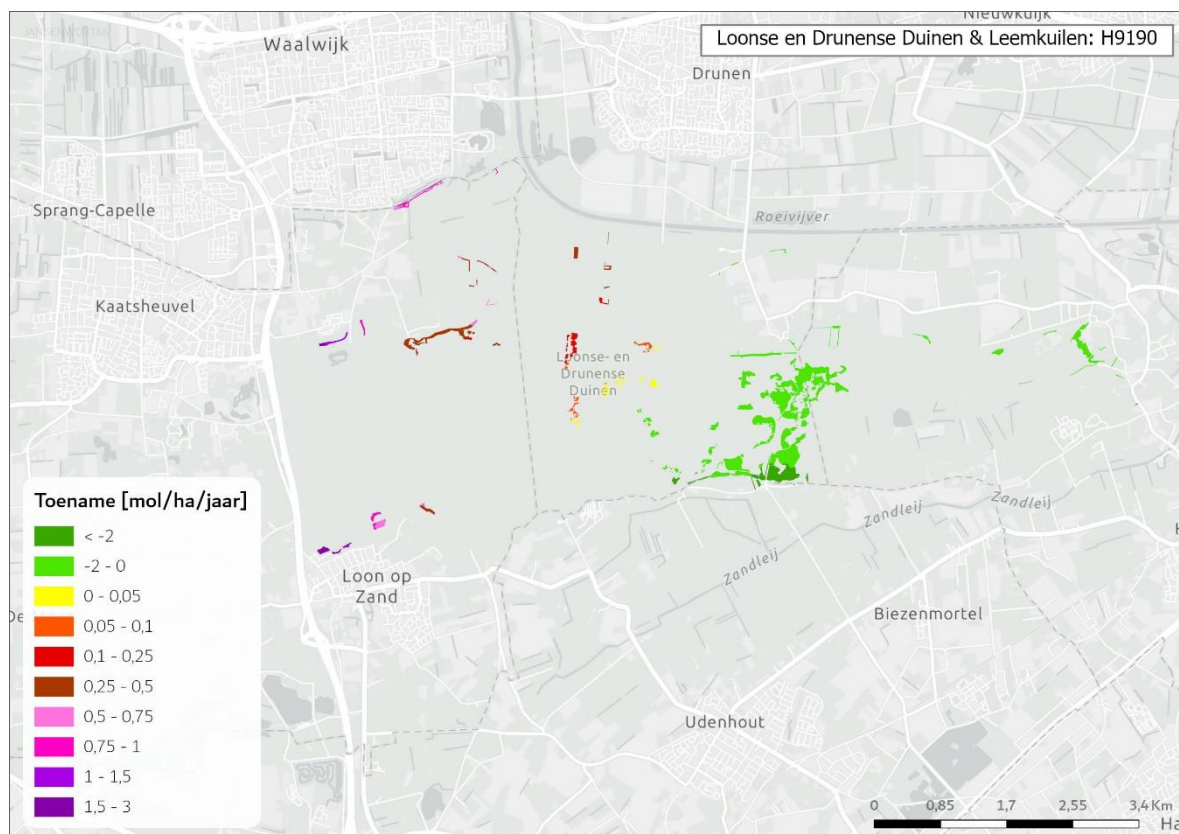 JANSENWOT186
NIEUWKUIJK
Loonse en Drunense Duinen & Leemkuilen: H9190
Waalwijk
Drunen
Sprang-Capelle
Roeivijver
Kaatsheuvel
Loonse- en
Drunense
Duinen
Toename [mol/ha/jaar]
< -2
-2 - 0
0 - 0,05
0,05 - 0,1
0,1 - 0,25
0,25 - 0,5
0,5 - 0,75
0,75 - 1
1 - 1,5
1,5 - 3
Zandleij
Zandleij
Zandleij
Loon op
Zand
Biezenmortel
Udenhout
0 0,85 1,7 2,55 3,4 Km